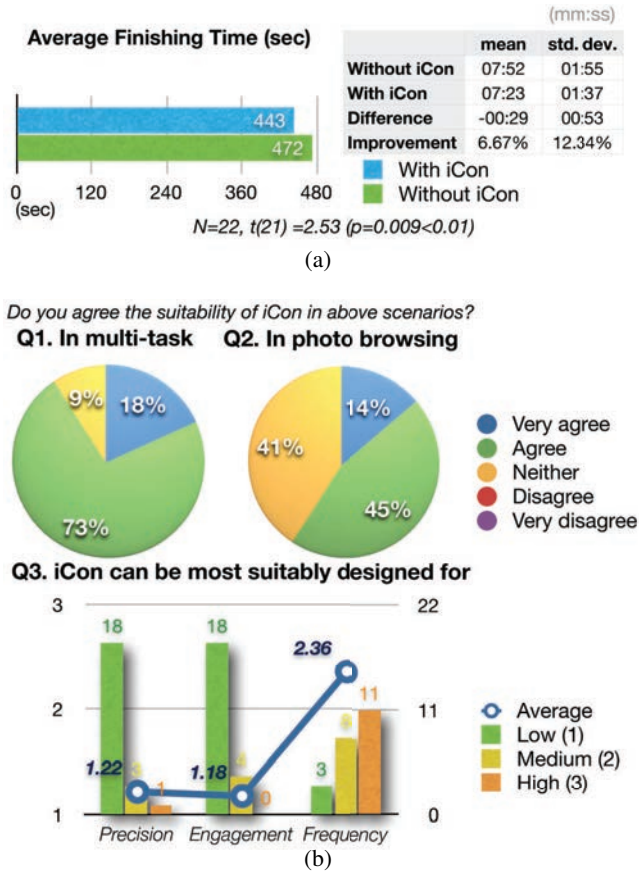 (mm:ss)
Average Finishing Time (sec)
mean std. dev.
Without iCon 07:52 01:55
With iCon 07:23 01:37
Difference -00:29 00:53
Improvement 6.67% 12.34%
443
472
0 120 240 360 480
(sec)
With iCon
Without iCon
N=22, t(21) =2.53 (p=0.009<0.01)
(a)
Do you agree the suitability of iCon in above scenarios?
Q1. In multi-task Q2. In photo browsing
9% 18%
73%
14%
41%
45%
Very agree
Agree
Neither
Disagree
Very disagree
Q3. iCon can be most suitably designed for
3 22
2 11
1 0
18 18
2.36
11
3
1.22 1
1.18 4 0
Average
Low (1)
Medium (2)
High (3)
Precision Engagement Frequency
(b)